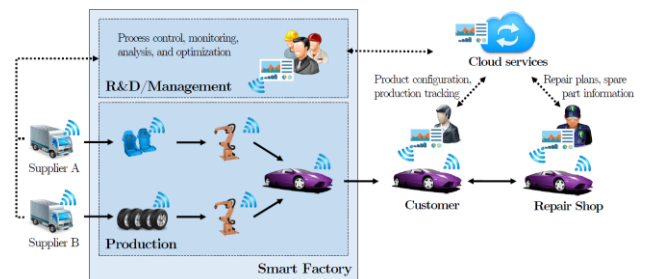 Process control, monitoring,
analysis, and optimization
R&D/Management
Cloud services
Product configuration,
production tracking
Repair plans, spare
part information
Supplier A
Supplier B
Production
Customer
Repair Shop
Smart Factory